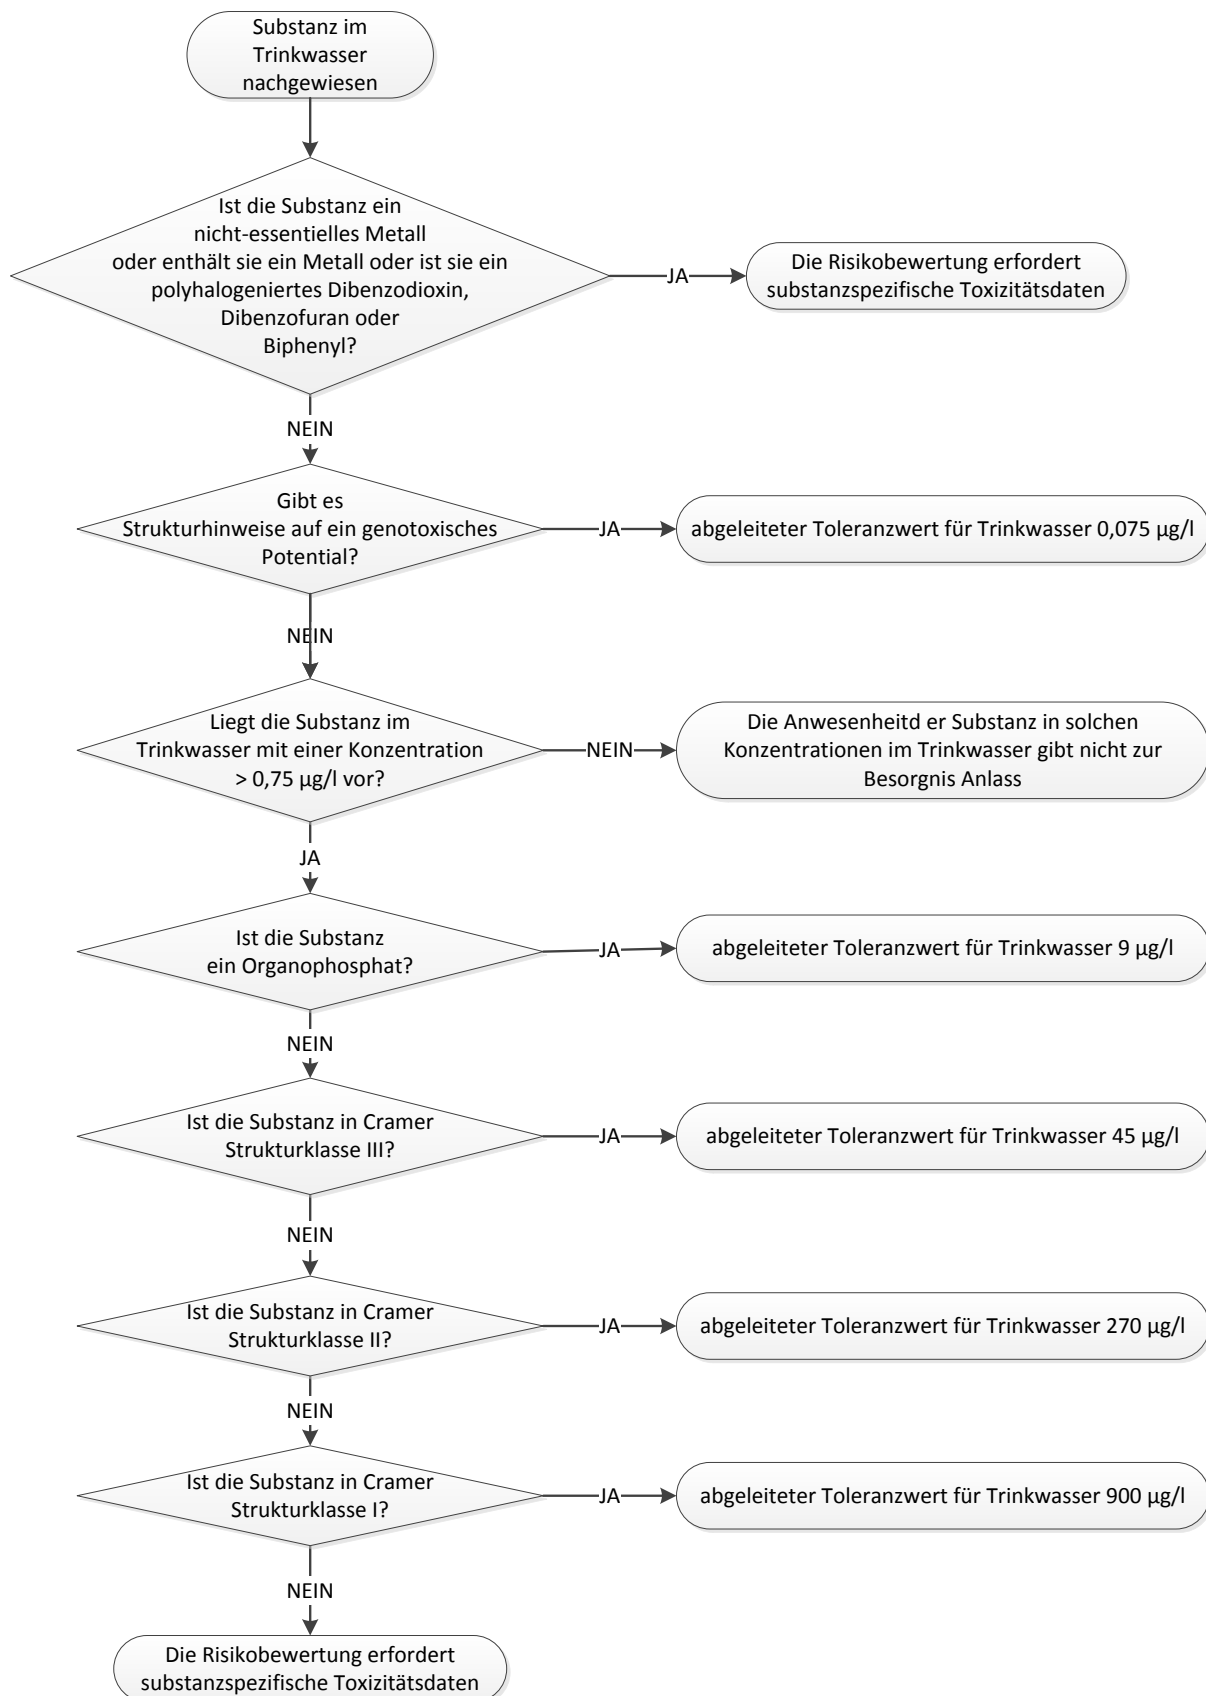 Substanz im
Trinkwasser
nachgewiesen
Ist die Substanz ein
nicht-essentielles Metall
oder enthält sie ein Metall oder ist sie ein
polyhalogeniertes Dibenzodioxin,
Dibenzofuran oder
Biphenyl?
JA
Die Risikobewertung erfordert
substanzspezifische Toxizitätsdaten
NEIN
Gibt es
Strukturhinweise auf ein genotoxisches
Potential?
JA
abgeleiteter Toleranzwert für Trinkwasser 0,075 µg/l
NEIN
Liegt die Substanz im
Trinkwasser mit einer Konzentration
> 0,75 µg/l vor?
NEIN
Die Anwesenheitd er Substanz in solchen
Konzentrationen im Trinkwasser gibt nicht zur
Besorgnis Anlass
JA
Ist die Substanz
ein Organophosphat?
JA
abgeleiteter Toleranzwert für Trinkwasser 9 µg/l
NEIN
Ist die Substanz in Cramer
Strukturklasse III?
JA
abgeleiteter Toleranzwert für Trinkwasser 45 µg/l
NEIN
Ist die Substanz in Cramer
Strukturklasse II?
JA
abgeleiteter Toleranzwert für Trinkwasser 270 µg/l
NEIN
Ist die Substanz in Cramer
Strukturklasse I?
JA
abgeleiteter Toleranzwert für Trinkwasser 900 µg/l
NEIN
Die Risikobewertung erfordert
substanzspezifische Toxizitätsdaten